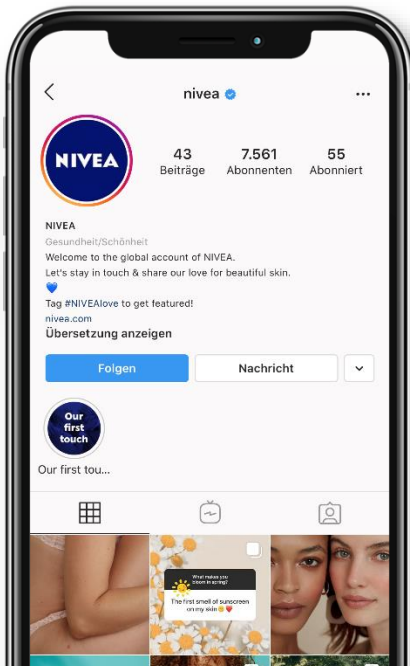 nivea
NIVEA
43
7.561
55
Beiträge
Abonnenten
Abonniert
NIVEA
Gesundheit/Schönheit
Welcome to the global account of NIVEA.
Let's stay in touch & share our love for beautiful skin.
💙
Tag #NIVEAlove to get featured!
nivea.com
Übersetzung anzeigen
Folgen
Nachricht
Our
first
touch
Our first tou...
What makes you
bloom in spring?
The first smell of sunscreen
on my skin 🌞❤️